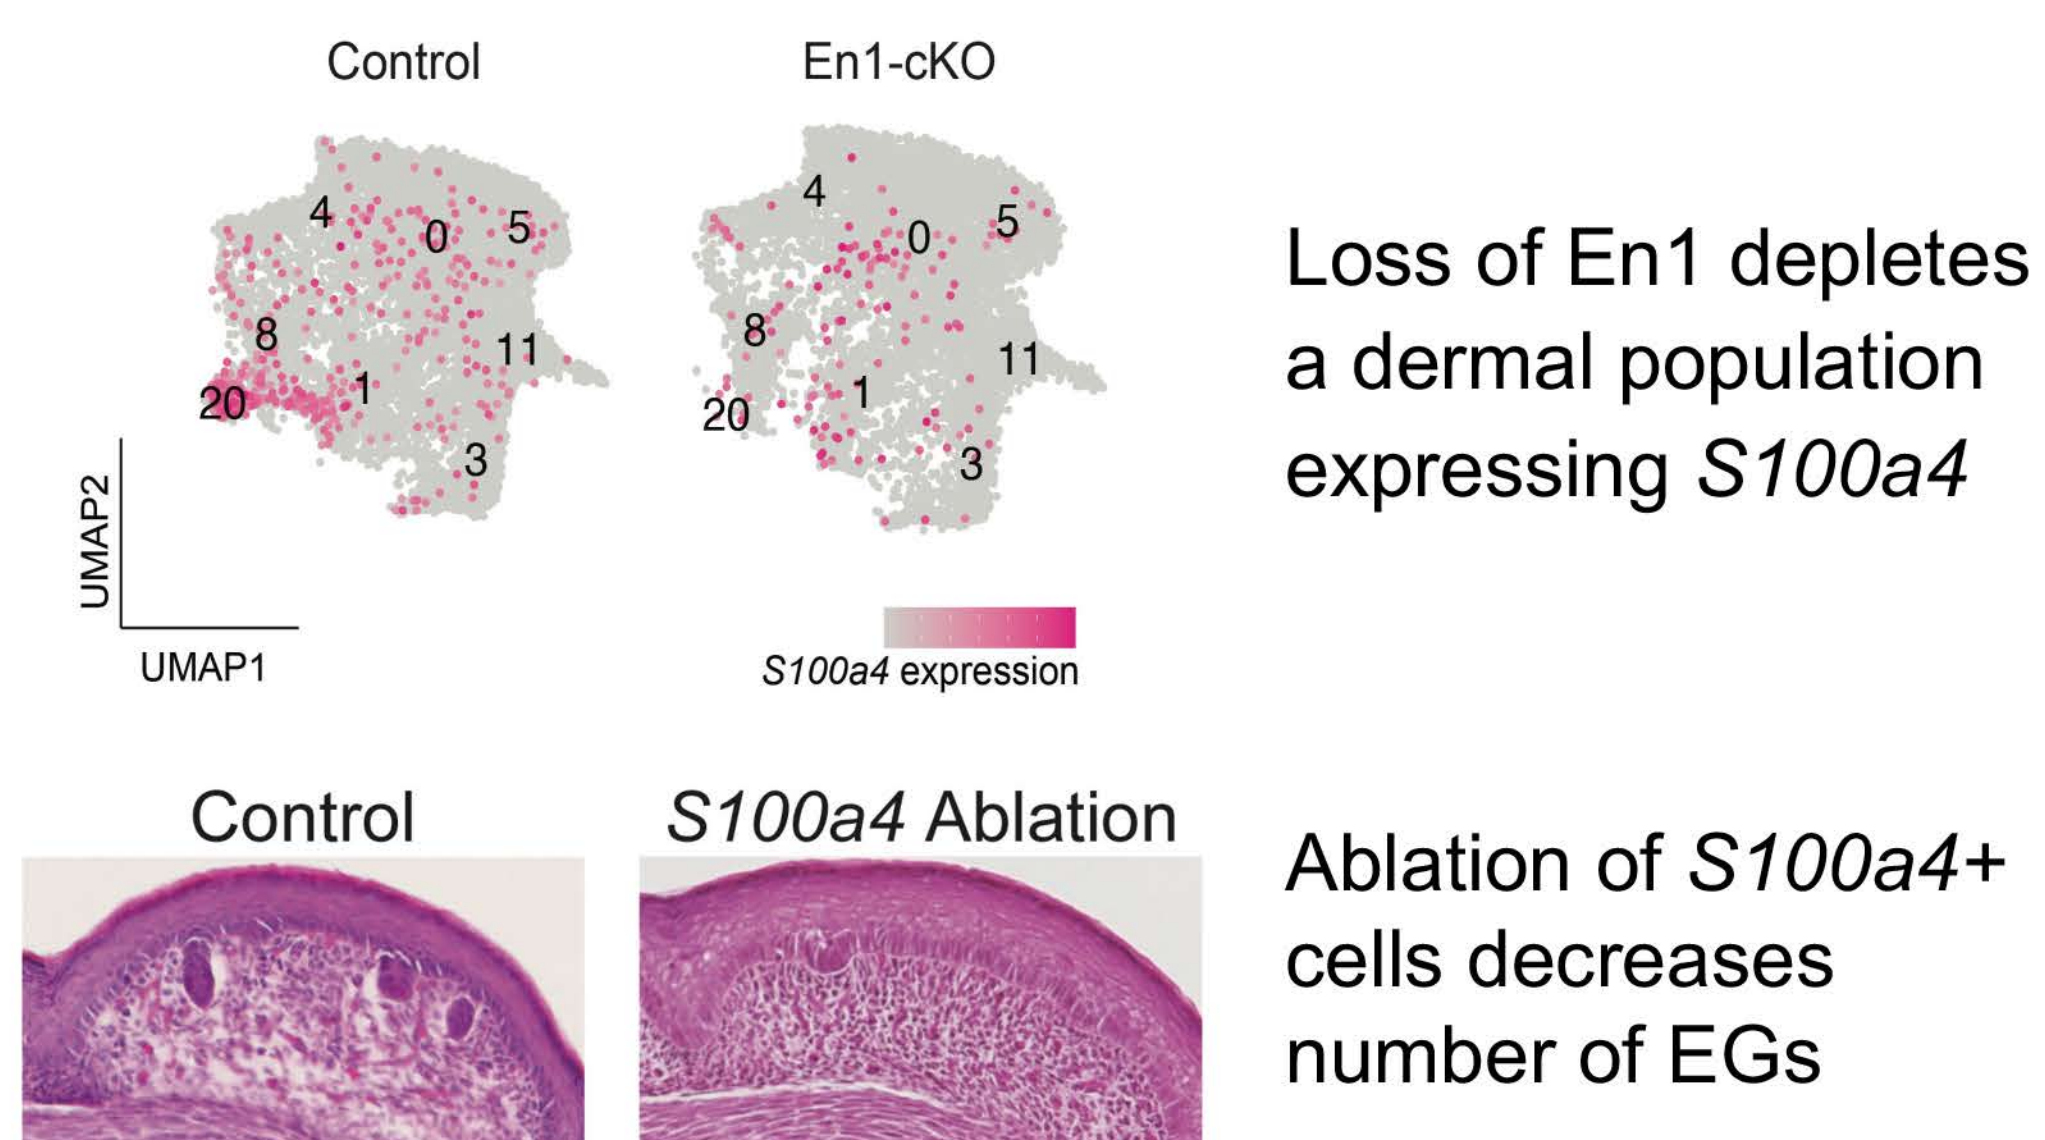 Control
En1-cKO
4
0
5
8
11
20
1
3
4
0
5
8
11
20
1
3
UMAP2
UMAP1
S100a4 expression
Loss of En1 depletes
a dermal population
expressing S100a4
Control
S100a4 Ablation
Ablation of S100a4+
cells decreases
number of EGs